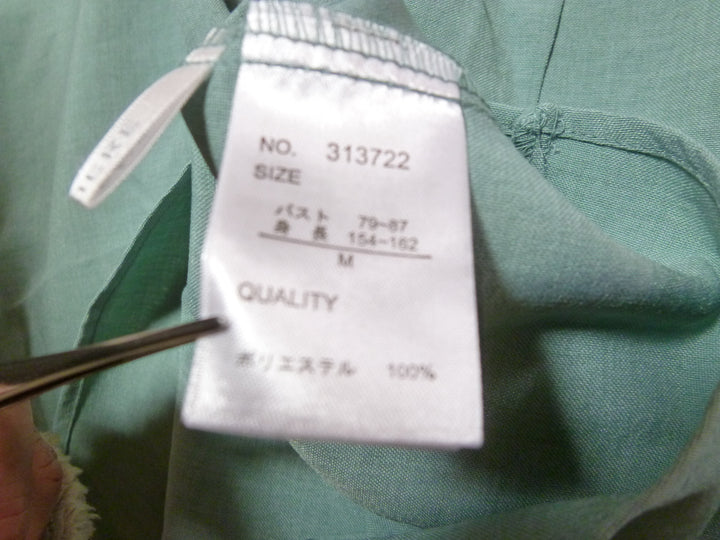 NO. 313722
SIZE
バスト 79~87
身長 154~162
M
QUALITY
ポリエステル 100%